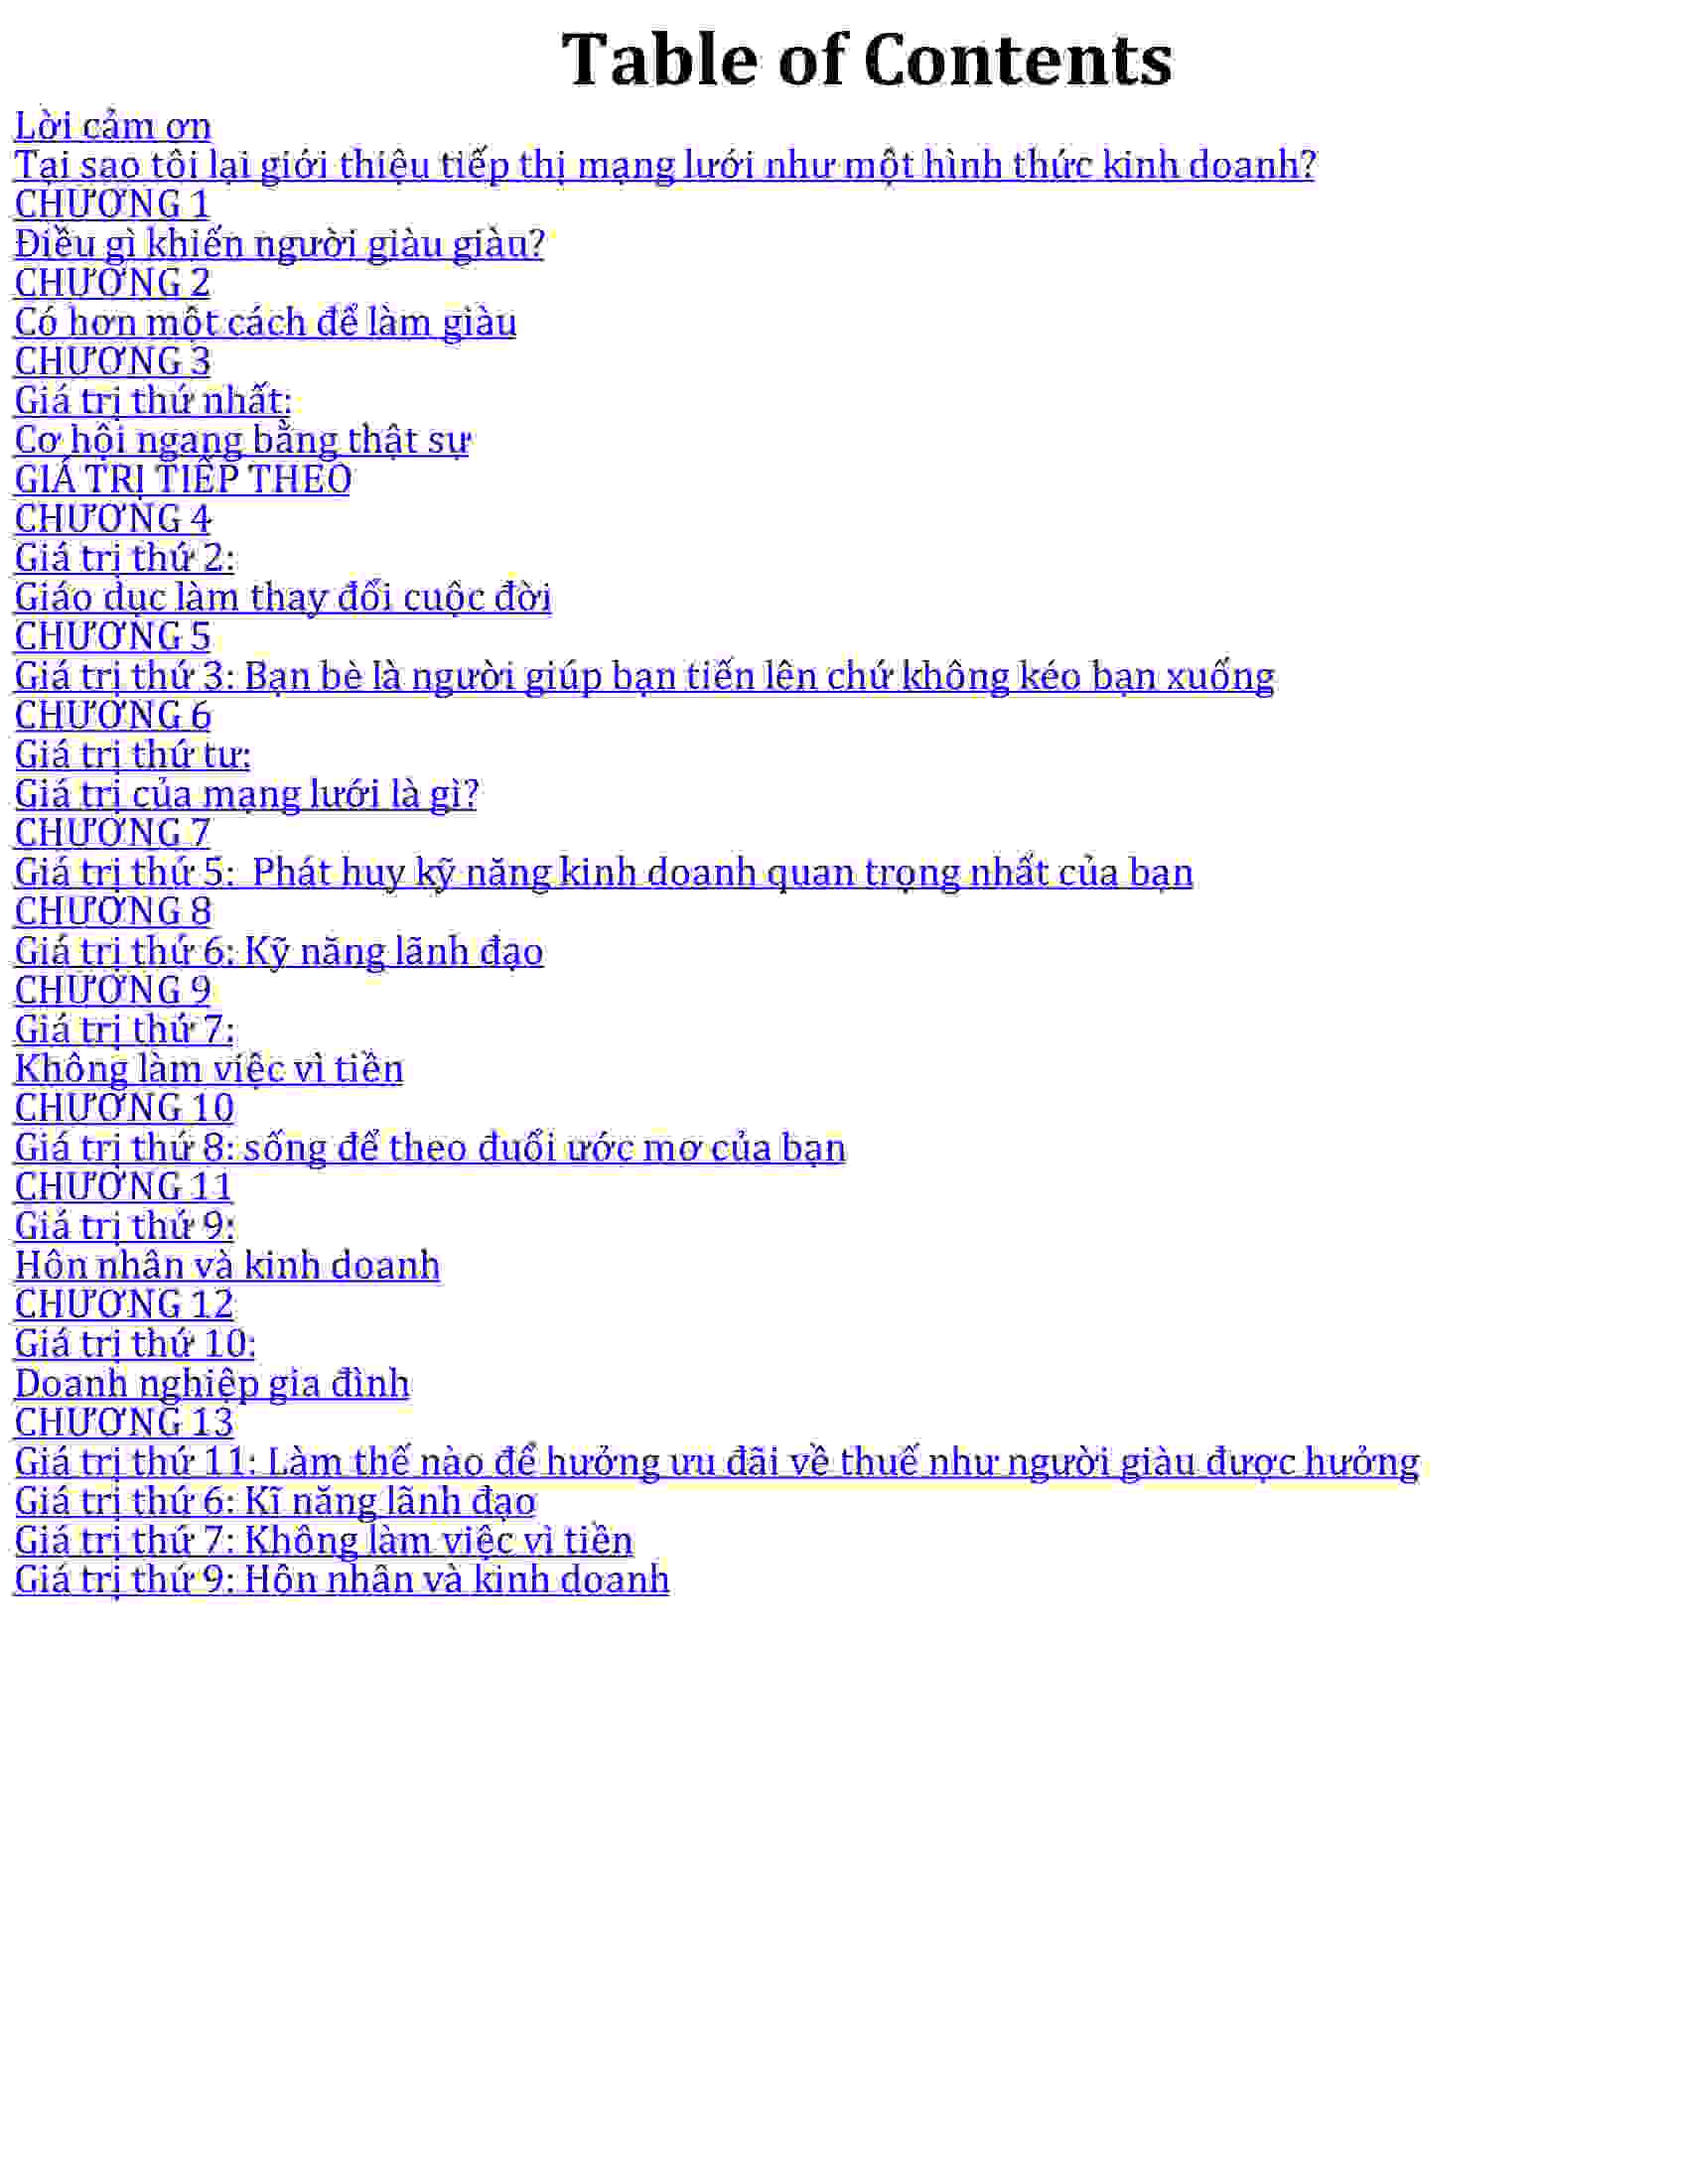 Table of Contents
Lời cảm ơn
Tại sao tôi lại giới thiệu tiếp thị mạng lưới như một hình thức kinh doanh?
CHƯƠNG 1
Điều gì khiến người giàu giàu?
CHƯƠNG 2
Có hơn một cách để làm giàu
CHƯƠNG 3
Giá trị thứ nhất:
Cơ hội ngang bằng thật sự
GIÁ TRỊ TIẾP THEO
CHƯƠNG 4
Giá trị thứ 2:
Giáo dục làm thay đổi cuộc đời
CHƯƠNG 5
Giá trị thứ 3: Bạn bè là người giúp bạn tiến lên chứ không kéo bạn xuống
CHƯƠNG 6
Giá trị thứ tư:
Giá trị của mạng lưới là gì?
CHƯƠNG 7
Giá trị thứ 5:  Phát huy kỹ năng kinh doanh quan trọng nhất của bạn
CHƯƠNG 8
Giá trị thứ 6: Kỹ năng lãnh đạo
CHƯƠNG 9
Giá trị thứ 7:
Không làm việc vì tiền
CHƯƠNG 10
Giá trị thứ 8: sống để theo đuổi ước mơ của bạn
CHƯƠNG 11
Giá trị thứ 9:
Hôn nhân và kinh doanh
CHƯƠNG 12
Giá trị thứ 10:
Doanh nghiệp gia đình
CHƯƠNG 13
Giá trị thứ 11: Làm thế nào để hưởng ưu đãi về thuế như người giàu được hưởng
Giá trị thứ 6: Kĩ năng lãnh đạo
Giá trị thứ 7: Không làm việc vì tiền
Giá trị thứ 9: Hôn nhân và kinh doanh